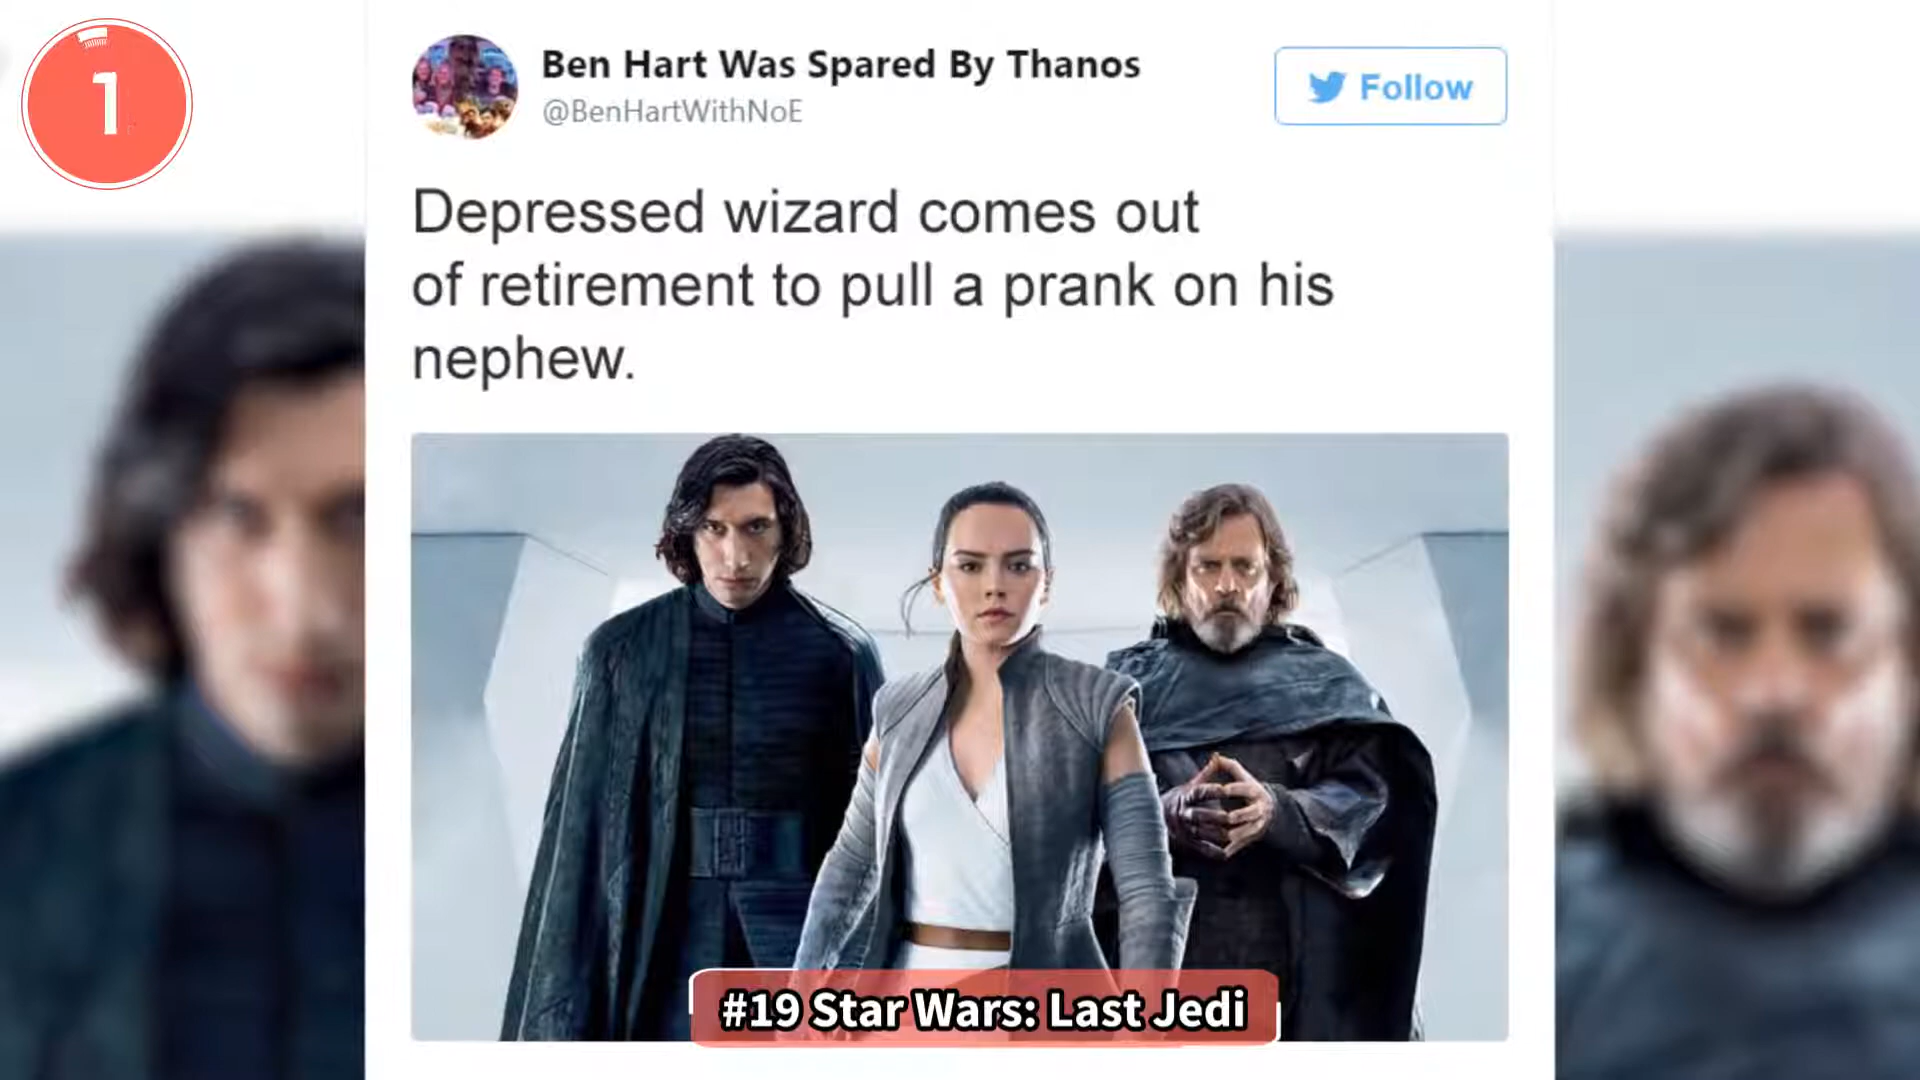 1
Ben Hart Was Spared By Thanos
@BenHartWithNoE
Follow
Depressed wizard comes out
of retirement to pull a prank on his
nephew.
#19 Star Wars: Last Jedi